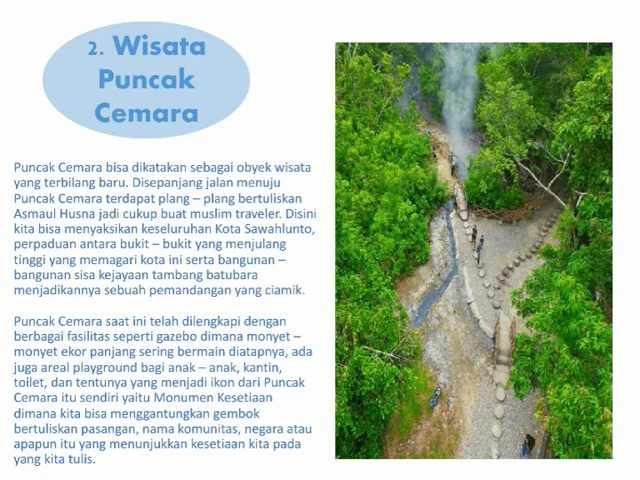 2. Wisata
Puncak
Cemara
Puncak Cemara bisa dikatakan sebagai obyek wisata
yang terbilang baru. Disepanjang jalan menuju
Puncak Cemara terdapat plang – plang bertuliskan
Asmaul Husna jadi cukup buat muslim traveler. Disini
kita bisa menyaksikan keseluruhan Kota Sawahlunto,
perpaduan antara bukit – bukit yang menjulang
tinggi yang memagari kota ini serta bangunan –
bangunan sisa kejayaan tambang batubara
menjadikannya sebuah pemandangan yang ciamik.
Puncak Cemara saat ini telah dilengkapi dengan
berbagai fasilitas seperti gazebo dimana monyet –
monyet ekor panjang sering bermain diatapnya, ada
juga areal playground bagi anak – anak, kantin,
toilet, dan tentunya yang menjadi ikon dari Puncak
Cemara itu sendiri yaitu Monumen Kesetiaan
dimana kita bisa menggantungkan gembok
bertuliskan pasangan, nama komunitas, negara atau
apapun itu yang menunjukkan kesetiaan kita pada
yang kita tulis.